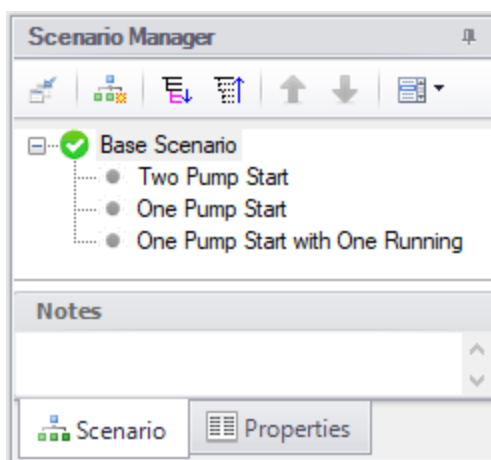 Scenario Manager
Base Scenario
Two Pump Start
One Pump Start
One Pump Start with One Running
Notes
Scenario
Properties